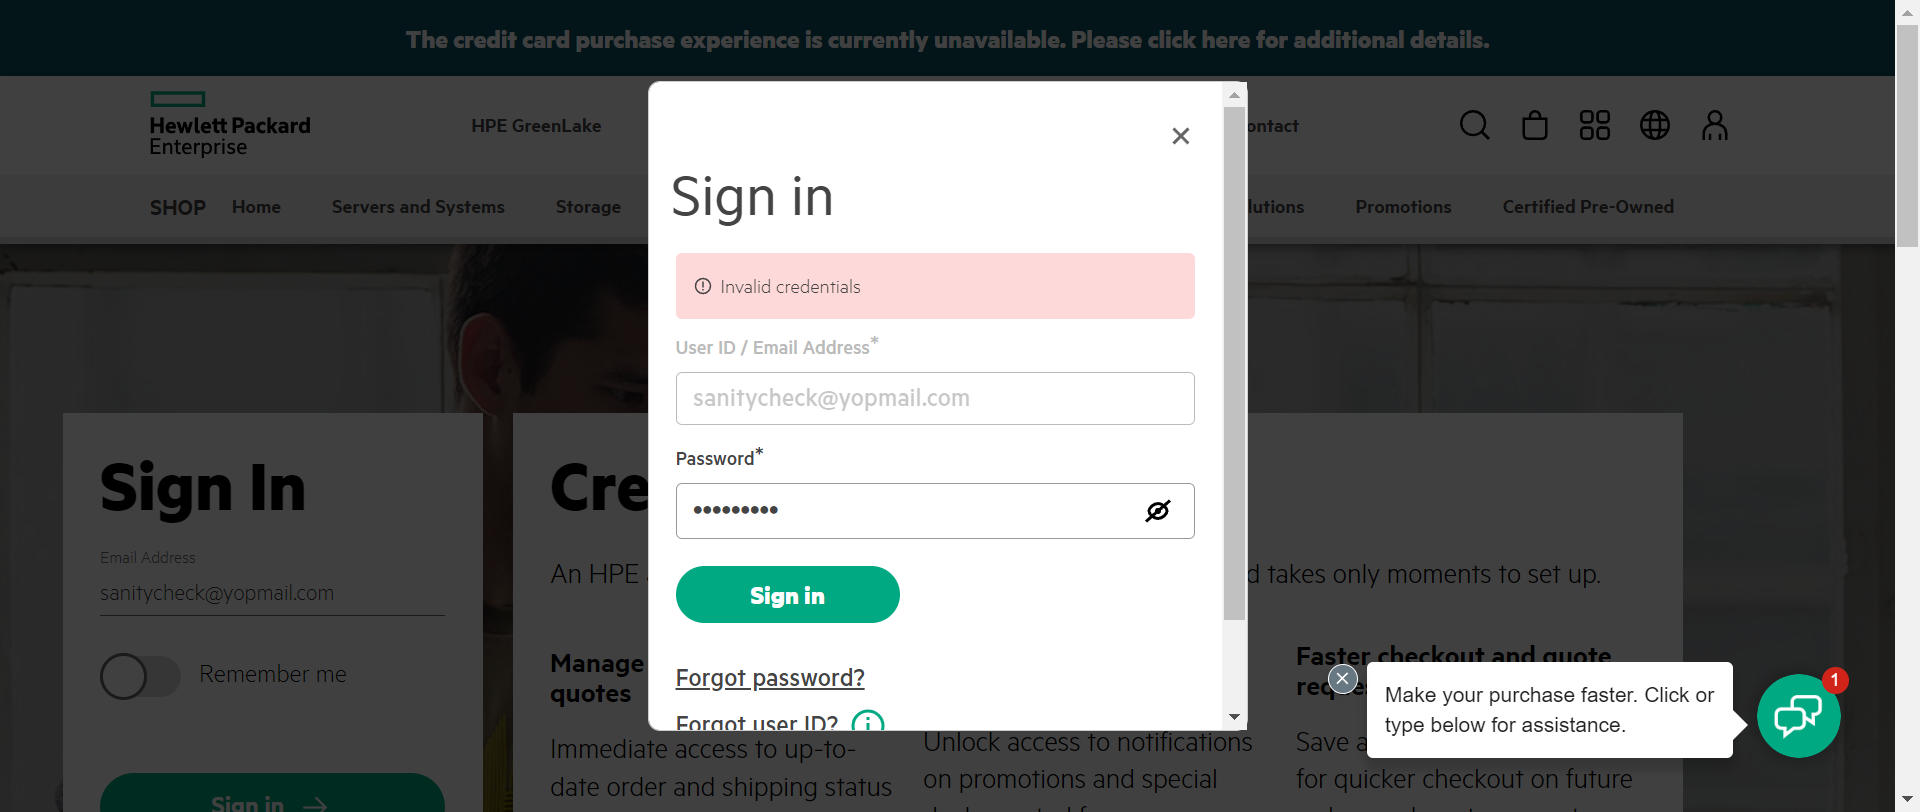 The credit card purchase experience is currently unavailable. Please click here for additional details.
Hewlett Packard
Enterprise
HPE GreenLake
ontact
SHOP
Home
Servers and Systems
Storage
lutions
Promotions
Certified Pre-Owned
Sign in
Invalid credentials
User ID / Email Address*
sanitycheck@yopmail.com
Password*
•••••••••
Sign in
Forgot password?
Forgot user ID?
Sign In
Email Address
sanitycheck@yopmail.com
Remember me
Sign in
Cre
An HPE
d takes only moments to set up.
Manage
quotes
Immediate access to up-to-
date order and shipping status
Unlock access to notifications
on promotions and special
Faster checkout and quote
Save a
for quicker checkout on future
Make your purchase faster. Click or
type below for assistance.
1